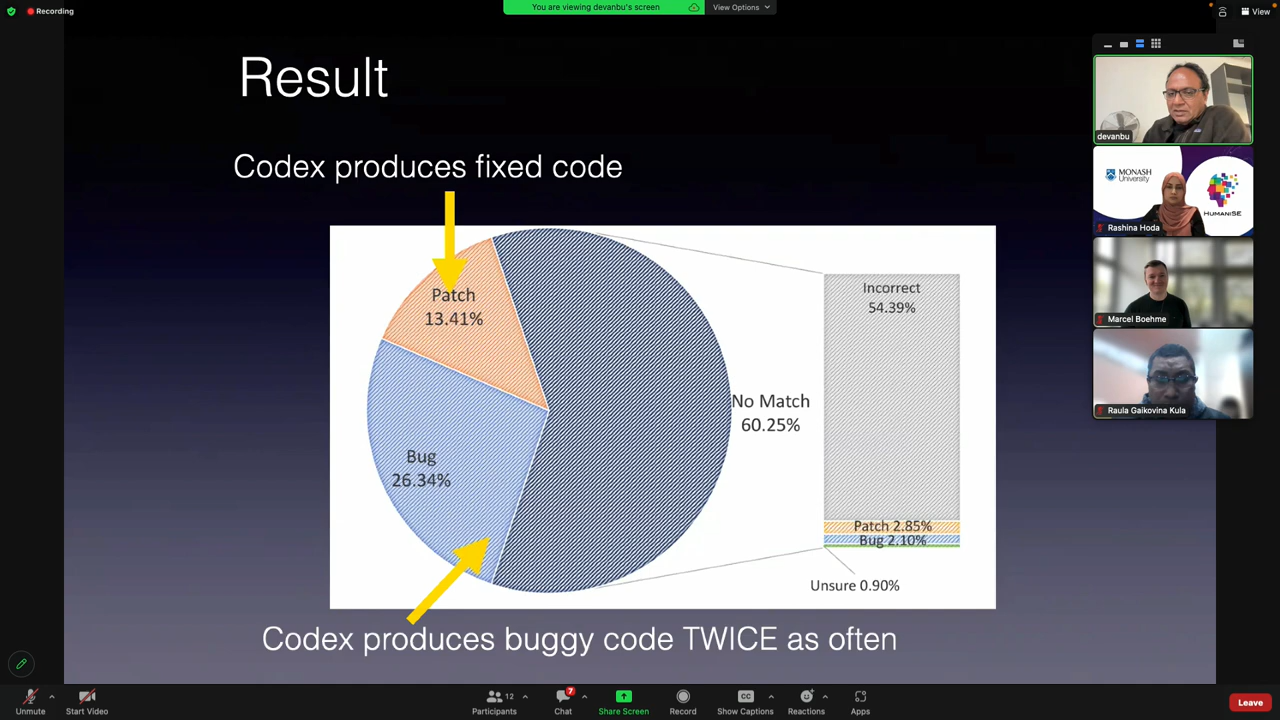 Recording
You are viewing devanbu's screen
View Options
View
Result
Codex produces fixed code
Patch
13.41%
Bug
26.34%
No Match
60.25%
Incorrect
54.39%
Patch 2.85%
Bug 2.10%
Unsure 0.90%
Codex produces buggy code TWICE as often
devanbu
MONASH
University
HUMANISE
Rashina Hoda
Marcel Boehme
Raula Gaikovina Kula
Unmute
Start Video
Participants
12
Chat
7
Share Screen
Record
CC
Show Captions
Reactions
Apps
Leave